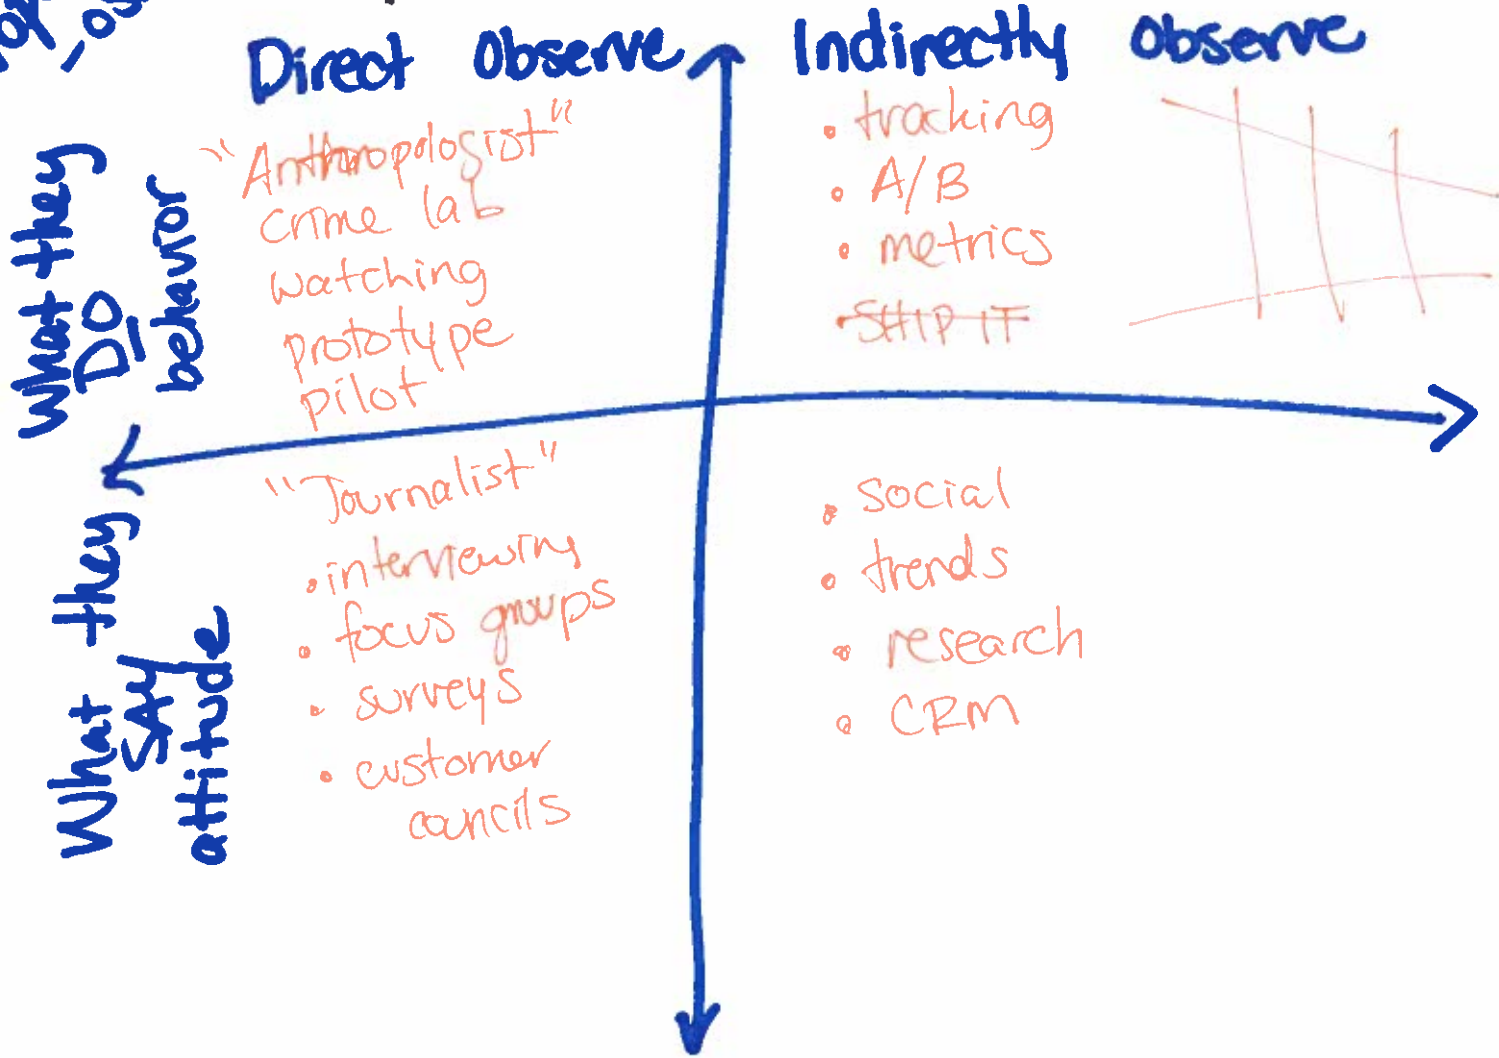 Direct Observe
Indirectly Observe
What they
DO
behavior
"Anthropologist"
crime lab
watching
prototype
pilot
• tracking
• A/B
• metrics
• SHIP IT
What they
SAY
attitude
"Journalist"
• interviewing
• focus groups
• surveys
• customer
councils
• social
• trends
• research
• CRM